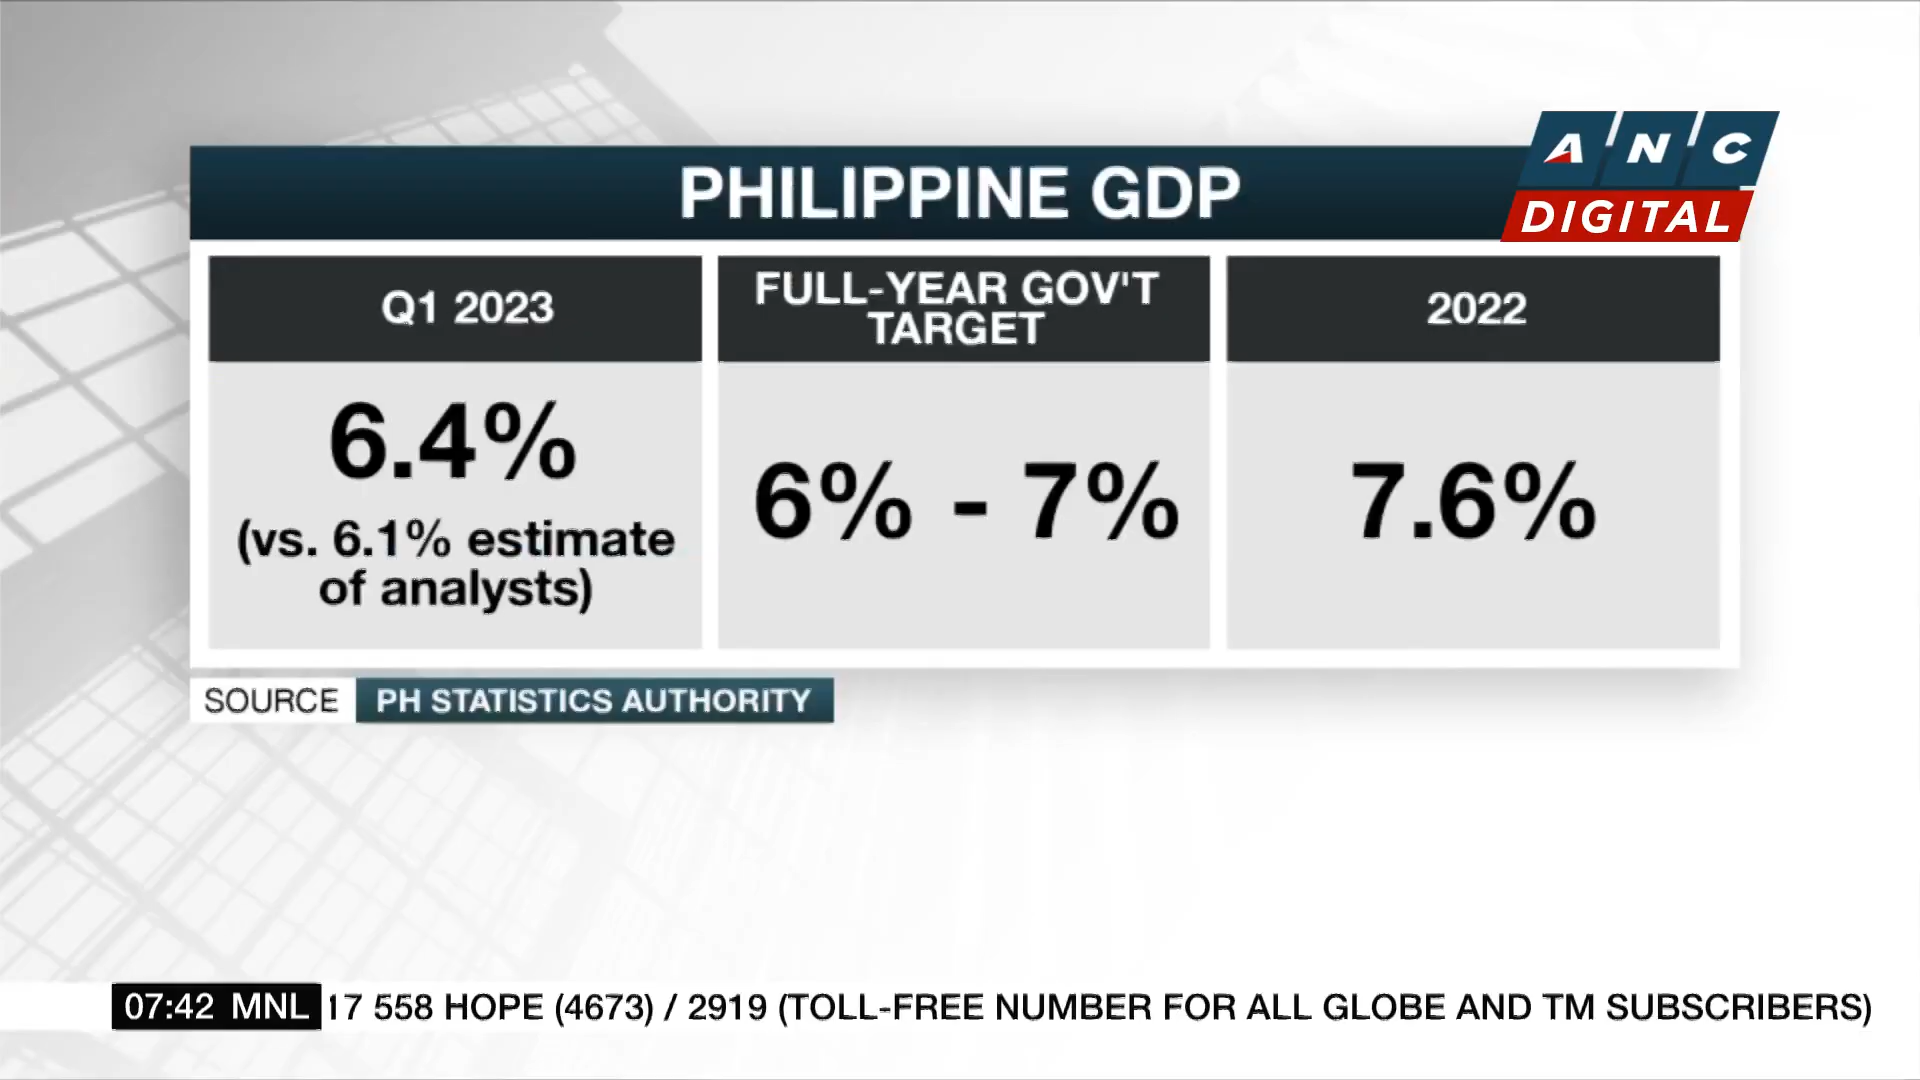 PHILIPPINE GDP
ANC
DIGITAL
Q1 2023
6.4%
(vs. 6.1% estimate
of analysts)
FULL-YEAR GOV'T
TARGET
6% - 7%
2022
7.6%
SOURCE PH STATISTICS AUTHORITY
07:42 MNL 17 558 HOPE (4673) / 2919 (TOLL-FREE NUMBER FOR ALL GLOBE AND TM SUBSCRIBERS)